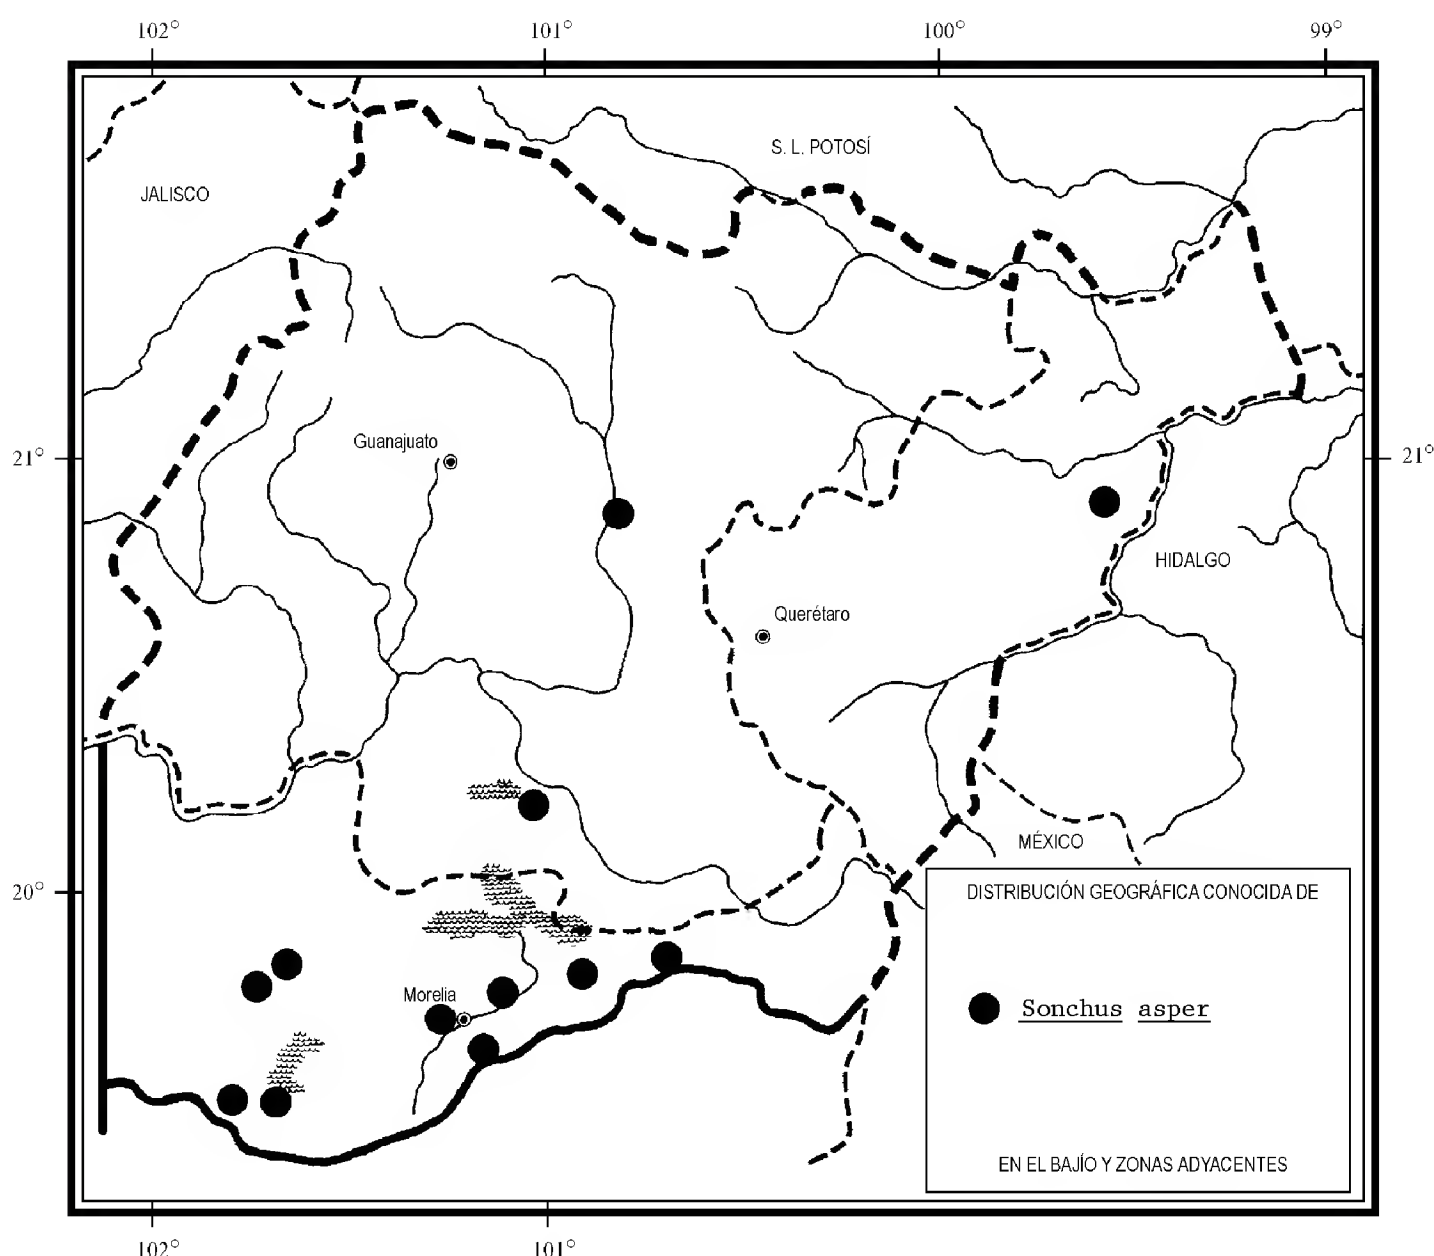 102° 101° 100° 99°
S. L. POTOSÍ
JALISCO
Guanajuato
21° 21°
HIDALGO
Querétaro
MÉXICO
20°
DISTRIBUCIÓN GEOGRÁFICA CONOCIDA DE
Morelia
Sonchus asper
EN EL BAJÍO Y ZONAS ADYACENTES
102° 101°